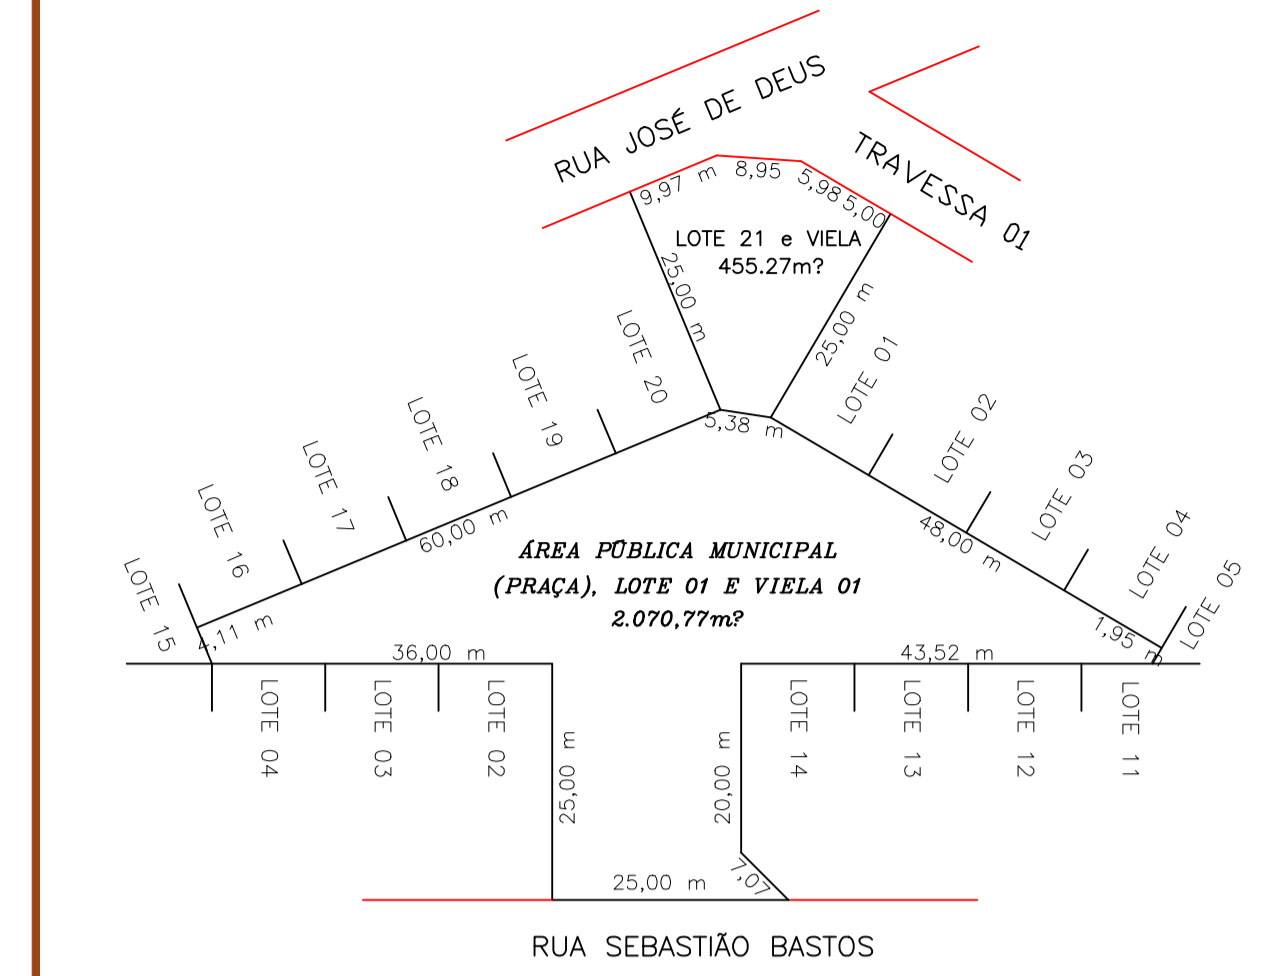 RUA JOSÉ DE DEUS
TRAVESSA 01
9,97 m
8,95
5,98
5,00
LOTE 21 e VIELA
455.27m?
25,00 m
25,00 m
LOTE 20
LOTE 01
5,38 m
LOTE 19
LOTE 02
LOTE 18
LOTE 03
LOTE 17
LOTE 04
LOTE 16
LOTE 05
LOTE 15
60,00 m
48,00 m
ÁREA PÚBLICA MUNICIPAL
(PRAÇA), LOTE 01 E VIELA 01
2.070,77m?
4,11 m
1,95 m
36,00 m
43,52 m
LOTE 04
LOTE 03
LOTE 02
LOTE 14
LOTE 13
LOTE 12
LOTE 11
25,00 m
20,00 m
7,07
25,00 m
RUA SEBASTIÃO BASTOS